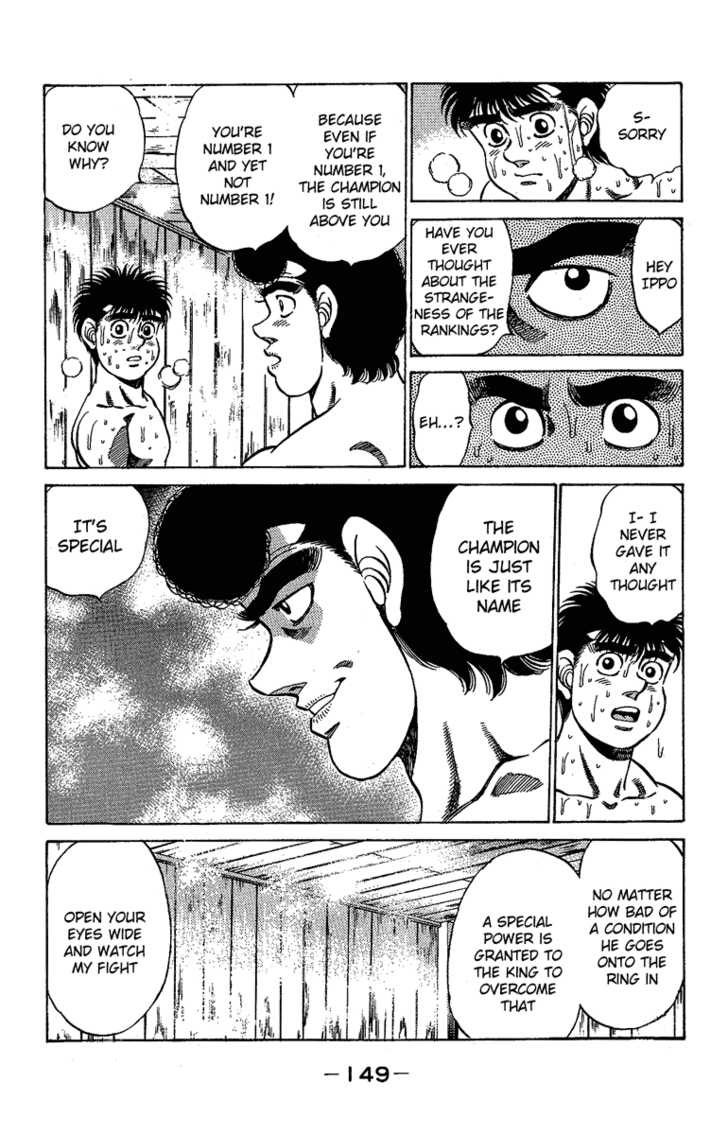 S-
SORRY
HEY
IPPO
HAVE YOU
EVER
THOUGHT
ABOUT THE
STRANGE-
NESS OF THE
RANKINGS?
EH...?
BECAUSE
EVEN IF
YOU'RE
NUMBER 1,
THE CHAMPION
IS STILL
ABOVE YOU
YOU'RE
NUMBER 1
AND YET
NOT
NUMBER 1!
DO YOU
KNOW
WHY?
I- I
NEVER
GAVE IT
ANY
THOUGHT
THE
CHAMPION
IS JUST
LIKE ITS
NAME
IT'S
SPECIAL
NO MATTER
HOW BAD OF
A CONDITION
HE GOES
ONTO THE
RING IN
A SPECIAL
POWER IS
GRANTED TO
THE KING TO
OVERCOME
THAT
OPEN YOUR
EYES WIDE
AND WATCH
MY FIGHT
-149-